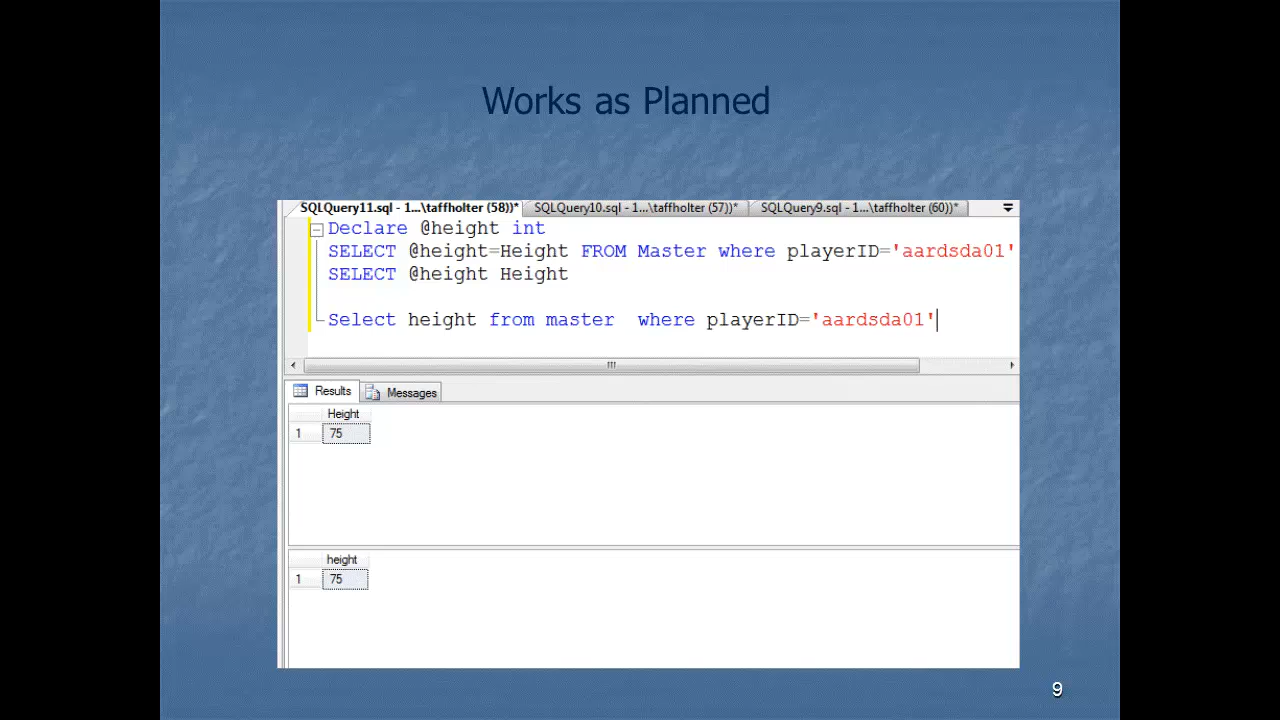 Works as Planned
SQLQuery11.sql - 1...\taffholter (58))* SQLQuery10.sql - 1...\taffholter (57))* SQLQuery9.sql - 1...\taffholter (60))*
Declare @height int
SELECT @height=Height FROM Master where playerID='aardsda01'
SELECT @height Height
Select height from master  where playerID='aardsda01'
Results Messages
Height
1 75
height
1 75
9